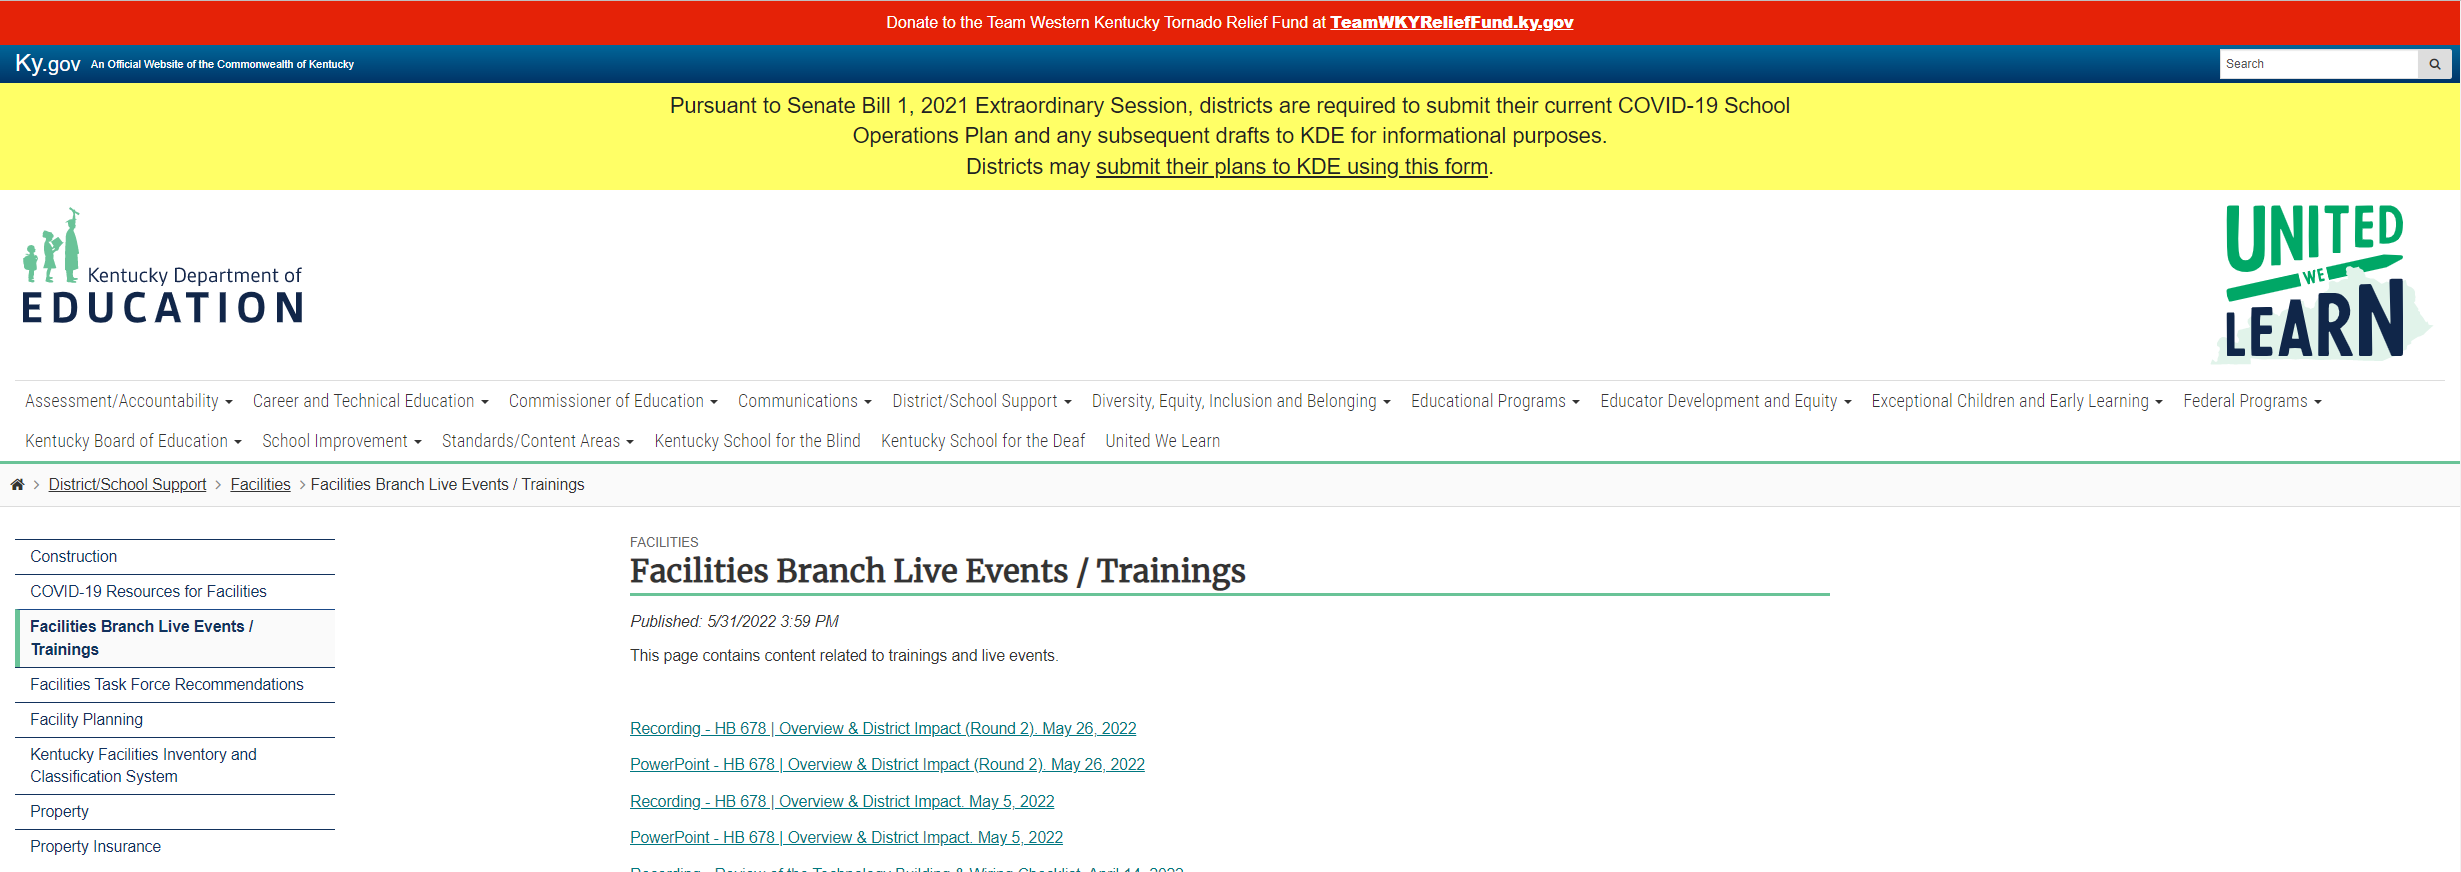 Donate to the Team Western Kentucky Tornado Relief Fund at TeamWKYReliefFund.ky.gov
Ky.gov An Official Website of the Commonwealth of Kentucky
Search
Pursuant to Senate Bill 1, 2021 Extraordinary Session, districts are required to submit their current COVID-19 School
Operations Plan and any subsequent drafts to KDE for informational purposes.
Districts may submit their plans to KDE using this form.
Kentucky Department of
EDUCATION
UNITED
WE
LEARN
Assessment/Accountability Career and Technical Education Commissioner of Education Communications District/School Support Diversity, Equity, Inclusion and Belonging Educational Programs Educator Development and Equity Exceptional Children and Early Learning Federal Programs
Kentucky Board of Education School Improvement Standards/Content Areas Kentucky School for the Blind Kentucky School for the Deaf United We Learn
District/School Support > Facilities > Facilities Branch Live Events / Trainings
Construction
COVID-19 Resources for Facilities
Facilities Branch Live Events /
Trainings
Facilities Task Force Recommendations
Facility Planning
Kentucky Facilities Inventory and
Classification System
Property
Property Insurance
FACILITIES
Facilities Branch Live Events / Trainings
Published: 5/31/2022 3:59 PM
This page contains content related to trainings and live events.
Recording - HB 678 | Overview & District Impact (Round 2). May 26, 2022
PowerPoint - HB 678 | Overview & District Impact (Round 2). May 26, 2022
Recording - HB 678 | Overview & District Impact. May 5, 2022
PowerPoint - HB 678 | Overview & District Impact. May 5, 2022
Recording - Review of the Technology Building & Wiring Checklist. April 14, 2022